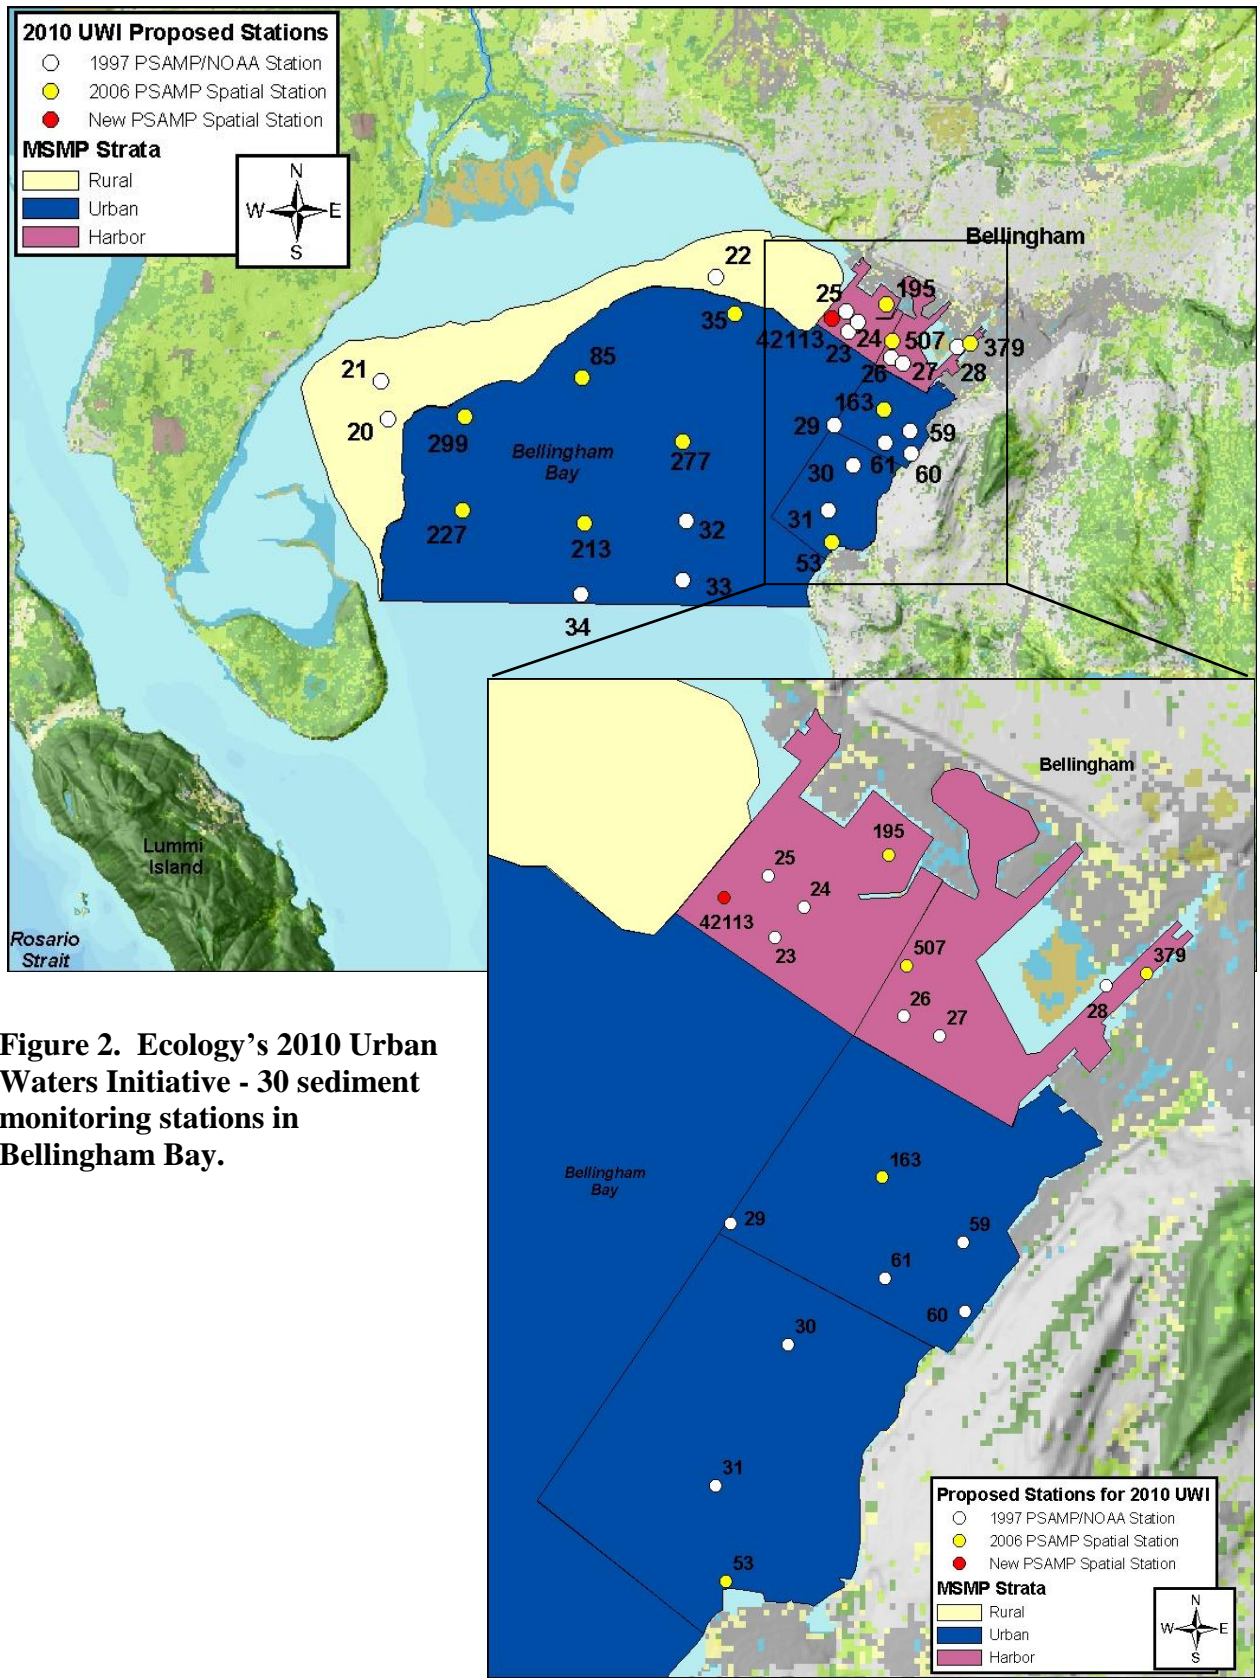 2010 UWI Proposed Stations
1997 PSAMP/NOAA Station
2006 PSAMP Spatial Station
New PSAMP Spatial Station
MSMP Strata
Rural
Urban
Harbor
N
W E
S
Bellingham
22
25
195
35
42113
23
24
507
379
26
27
28
21
85
20
163
299
29
59
Bellingham
Bay
277
61
60
30
227
213
32
31
53
33
34
Lummi
Island
Rosario
Strait
Bellingham
195
25
24
42113
23
507
379
26
28
27
163
Bellingham
Bay
29
59
61
60
30
31
53
Proposed Stations for 2010 UWI
1997 PSAMP/NOAA Station
2006 PSAMP Spatial Station
New PSAMP Spatial Station
MSMP Strata
Rural
Urban
Harbor
N
W E
S
Figure 2. Ecology's 2010 Urban
Waters Initiative - 30 sediment
monitoring stations in
Bellingham Bay.